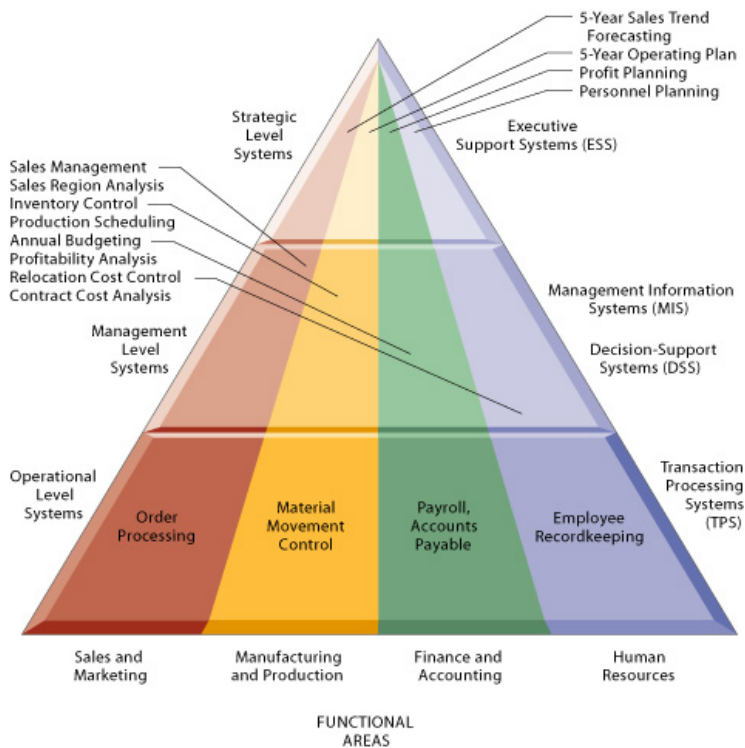 5-Year Sales Trend
Forecasting
5-Year Operating Plan
Profit Planning
Personnel Planning
Strategic
Level
Systems
Executive
Support Systems (ESS)
Sales Management
Sales Region Analysis
Inventory Control
Production Scheduling
Annual Budgeting
Profitability Analysis
Relocation Cost Control
Contract Cost Analysis
Management Information
Systems (MIS)
Management
Level
Systems
Decision-Support
Systems (DSS)
Operational
Level
Systems
Transaction
Processing
Systems
(TPS)
Order
Processing
Material
Movement
Control
Payroll,
Accounts
Payable
Employee
Recordkeeping
Sales and
Marketing
Manufacturing
and Production
Finance and
Accounting
Human
Resources
FUNCTIONAL
AREAS